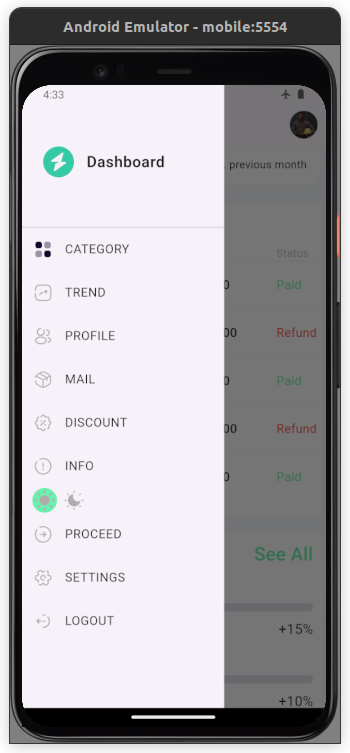 Android Emulator - mobile:5554
4:33
Dashboard
. previous month
CATEGORY
Status
TREND
0 Paid
PROFILE
00 Refund
MAIL
0 Paid
DISCOUNT
00 Refund
INFO
0 Paid
PROCEED
See All
SETTINGS
LOGOUT
+15%
+10%